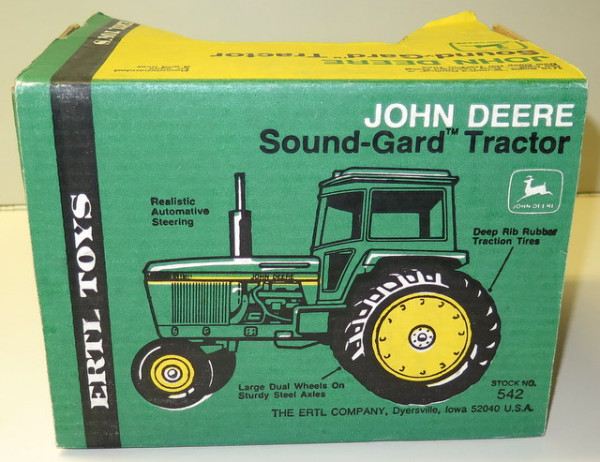 JOHN DEERE
Sound-Gard™ Tractor
ERTL TOYS
JOHN DEERE
Sound-Gard™ Tractor
JOHN DEERE
Realistic
Automotive
Steering
Deep Rib Rubber
Traction Tires
JOHN DEERE
Large Dual Wheels On
Sturdy Steel Axles
STOCK NO.
542
THE ERTL COMPANY, Dyersville, Iowa 52040 U.S.A.